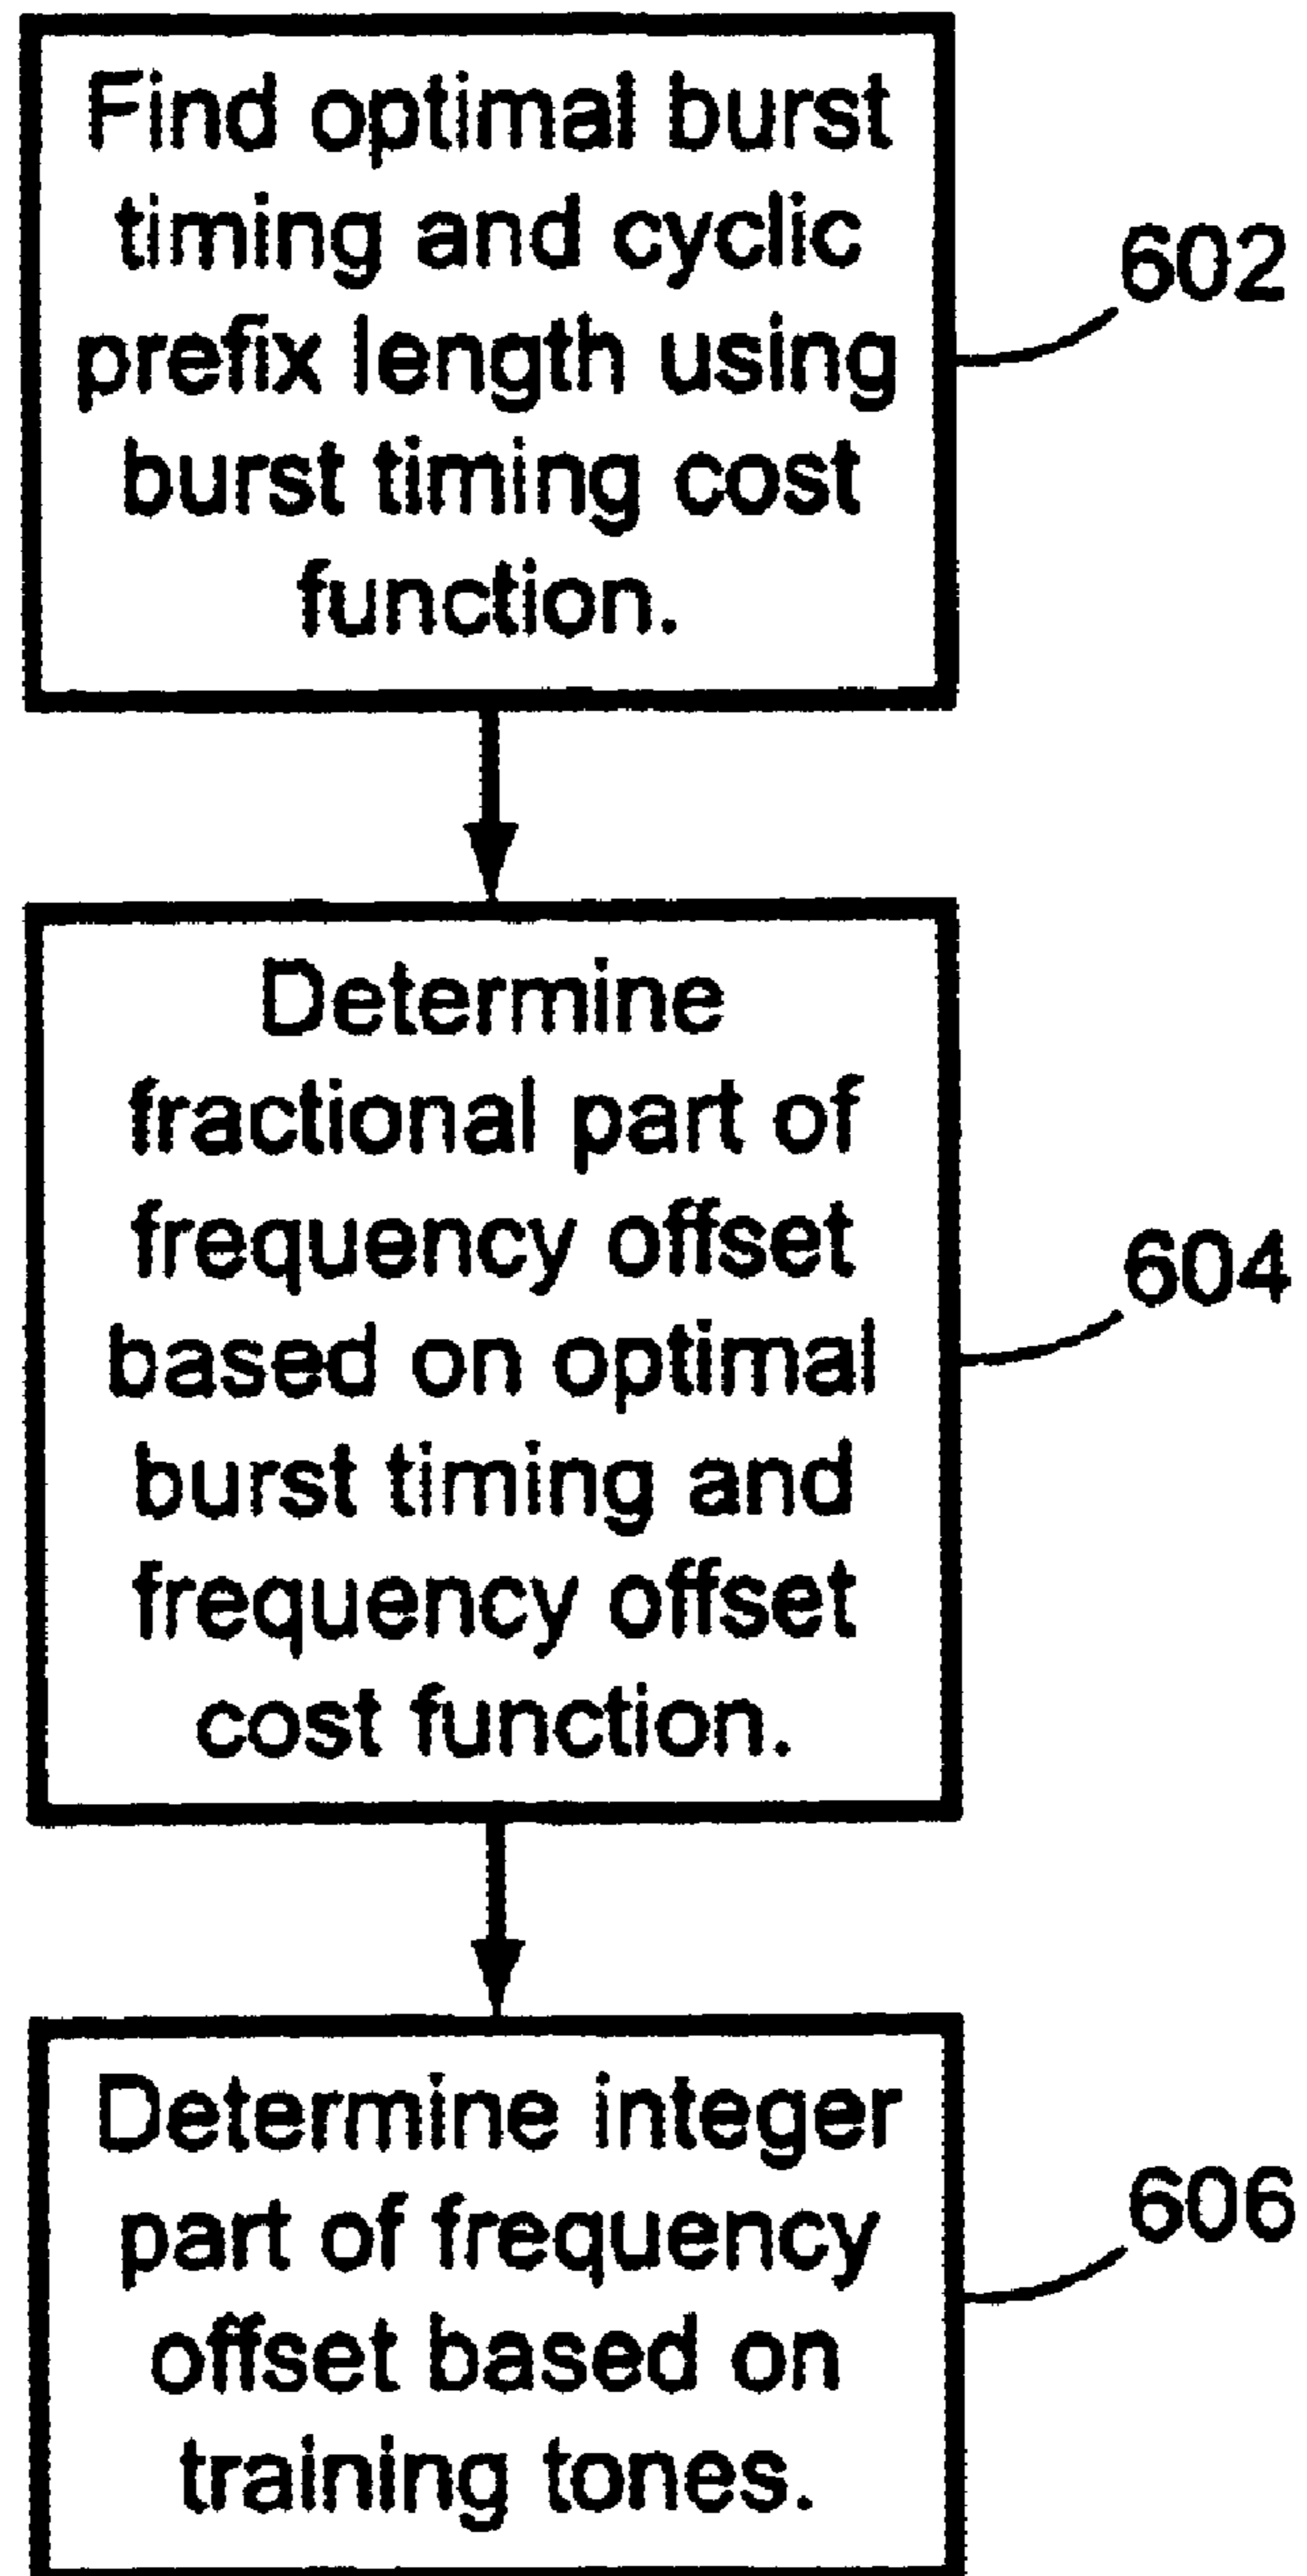 Find optimal burst
timing and cyclic
prefix length using
burst timing cost
function.
602
Determine
fractional part of
frequency offset
based on optimal
burst timing and
frequency offset
cost function.
604
Determine integer
part of frequency
offset based on
training tones.
606